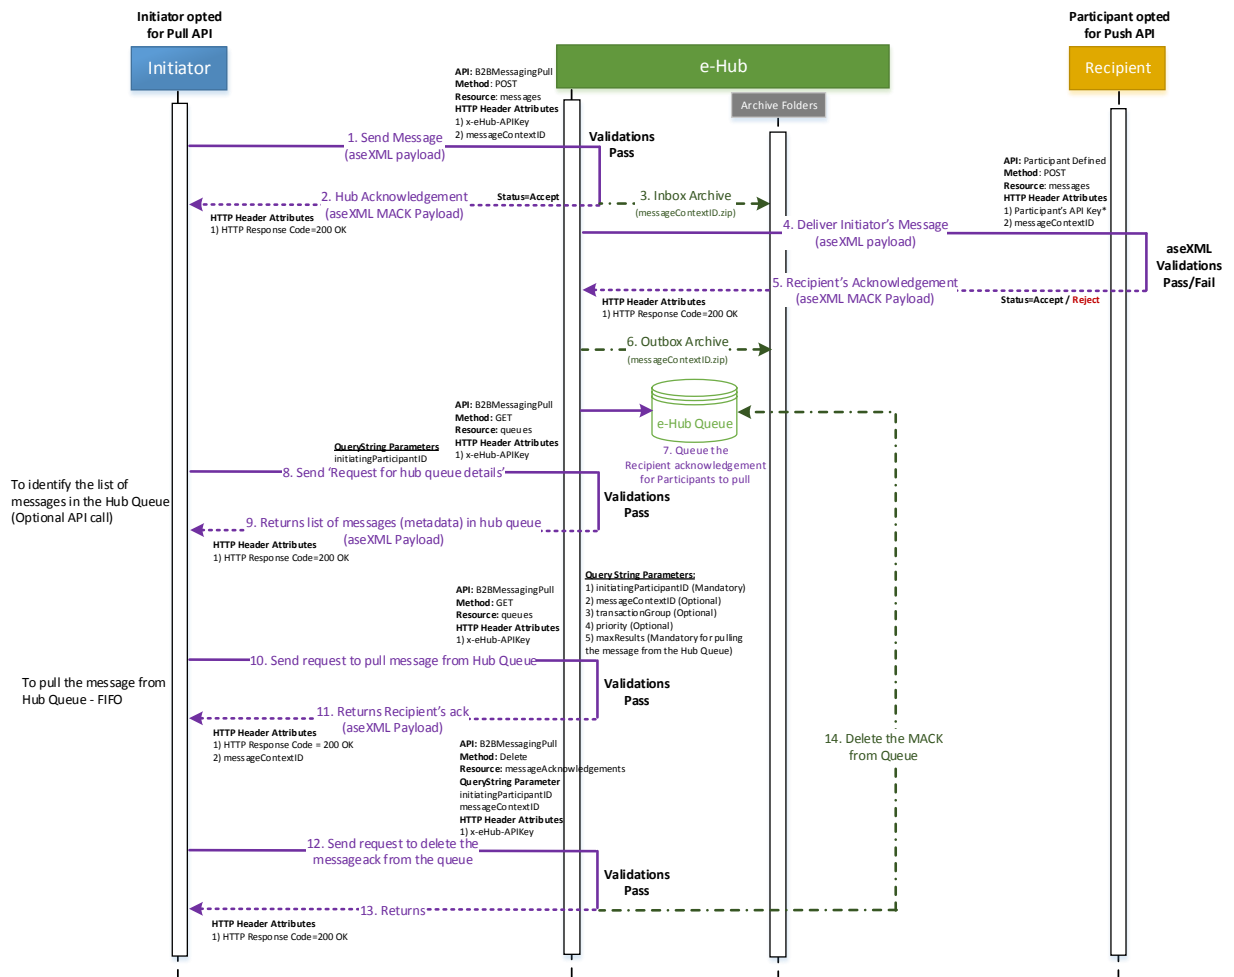 Initiator opted
for Pull API
Participant opted
for Push API
Initiator
e-Hub
Recipient
Archive Folders
API: B2BMessagingPull
Method: POST
Resource: messages
HTTP Header Attributes
1) x-eHub-APIKey
2) messageContextID
Validations
Pass
1. Send Message
(aseXML payload)
2. Hub Acknowledgement
(aseXML MACK Payload)
Status=Accept
HTTP Header Attributes
1) HTTP Response Code=200 OK
3. Inbox Archive
(messageContextID.zip)
API: Participant Defined
Method: POST
Resource: messages
HTTP Header Attributes
1) Participant's API Key*
2) messageContextID
4. Deliver Initiator's Message
(aseXML payload)
aseXML
Validations
Pass/Fail
5. Recipient's Acknowledgement
(aseXML MACK Payload)
Status=Accept / Reject
HTTP Header Attributes
1) HTTP Response Code=200 OK
6. Outbox Archive
(messageContextID.zip)
e-Hub Queue
7. Queue the
Recipient acknowledgement
for Participants to pull
API: B2BMessagingPull
Method: GET
Resource: queues
HTTP Header Attributes
1) x-eHub-APIKey
QueryString Parameters
initiatingParticipantID
8. Send 'Request for hub queue details'
Validations
Pass
To identify the list of
messages in the Hub Queue
(Optional API call)
9. Returns list of messages (metadata) in hub queue
(aseXML Payload)
HTTP Header Attributes
1) HTTP Response Code=200 OK
API: B2BMessagingPull
Method: GET
Resource: queues
HTTP Header Attributes
1) x-eHub-APIKey
Query String Parameters:
1) initiatingParticipantID (Mandatory)
2) messageContextID (Optional)
3) transactionGroup (Optional)
4) priority (Optional)
5) maxResults (Mandatory for pulling
the message from the Hub Queue)
10. Send request to pull message from Hub Queue
To pull the message from
Hub Queue - FIFO
Validations
Pass
11. Returns Recipient's ack
(aseXML Payload)
HTTP Header Attributes
1) HTTP Response Code = 200 OK
2) messageContextID
API: B2BMessagingPull
Method: Delete
Resource: messageAcknowledgements
QueryString Parameter
initiatingParticipantID
messageContextID
HTTP Header Attributes
1) x-eHub-APIKey
14. Delete the MACK
from Queue
12. Send request to delete the
messageack from the queue
Validations
Pass
13. Returns
HTTP Header Attributes
1) HTTP Response Code=200 OK